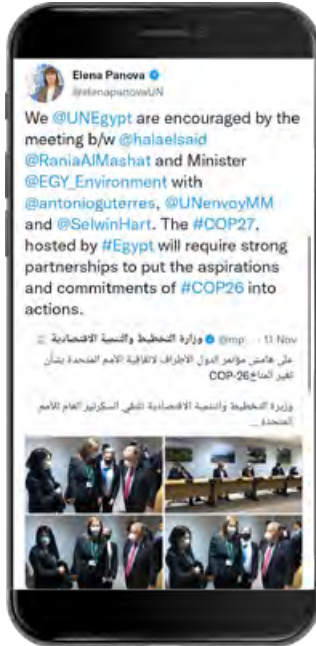 Elena Panova
@elenapanovaUN
We @UNEgypt are encouraged by the
meeting b/w @halaelsaid
@RaniaAlMashat and Minister
@EGY_Environment with
@antonioguterres, @UNenvoyMM
and @SelwinHart. The #COP27,
hosted by #Egypt will require strong
partnerships to put the aspirations
and commitments of #COP26 into
actions.
وزارة التخطيط والتنمية الاقتصادية @mp... · 11 Nov
على هامش مؤتمر الدول الأطراف لاتفاقية الأمم المتحدة بشأن
تغير المناخ COP-26
وزيرة التخطيط والتنمية الاقتصادية تلتقي السكرتير العام للأمم
المتحدة ...